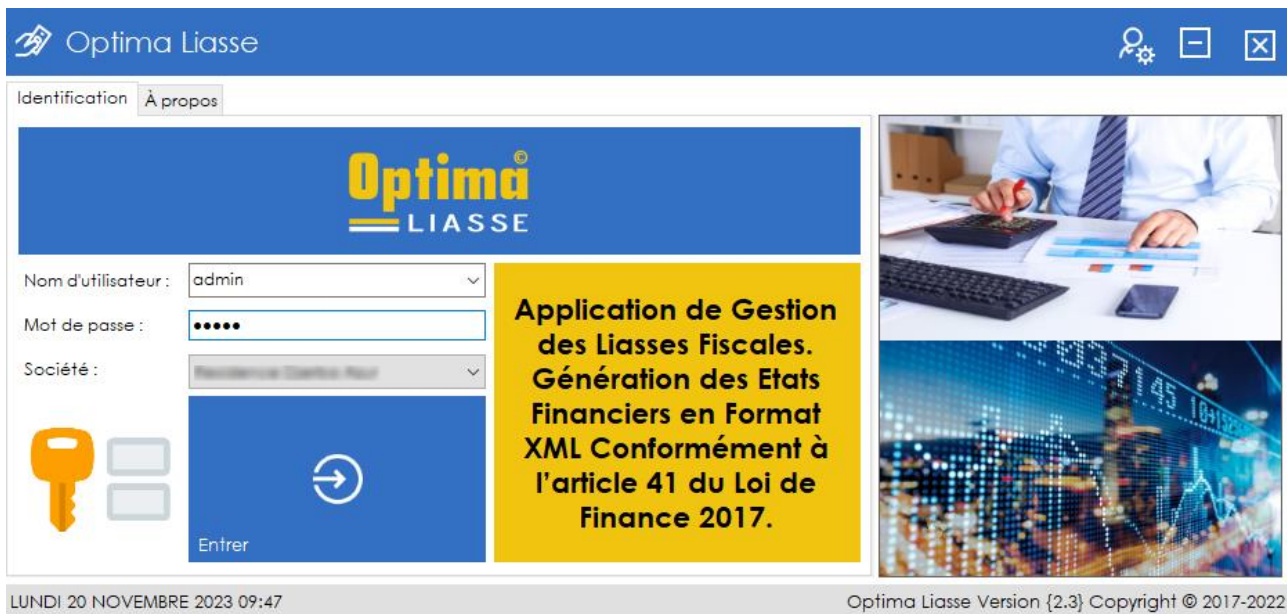 Optima Liasse
Identification
À propos
Optima©
LIASSE
Nom d'utilisateur :
admin
Mot de passe :
•••••
Société :
Entrer
Application de Gestion
des Liasses Fiscales.
Génération des Etats
Financiers en Format
XML Conformément à
l'article 41 du Loi de
Finance 2017.
LUNDI 20 NOVEMBRE 2023 09:47
Optima Liasse Version {2.3} Copyright © 2017-2022